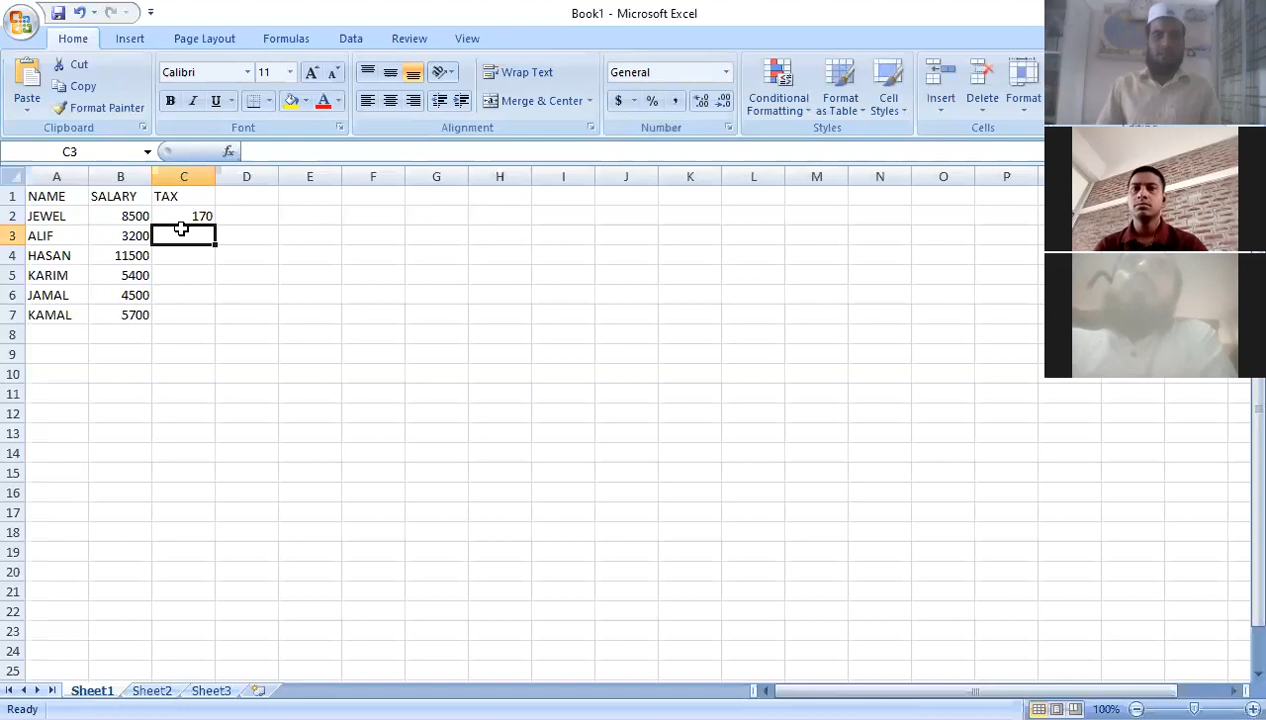 Book1 - Microsoft Excel
Home Insert Page Layout Formulas Data Review View
Paste
Cut
Copy
Format Painter
Clipboard
Calibri 11 A A
B I U A
Font
Wrap Text
Merge & Center
Alignment
General
$ % ,
Number
Conditional Formatting
Format as Table
Cell Styles
Styles
Insert Delete Format
Cells
C3 fx
A B C D E F G H I J K L M N O P
1 NAME SALARY TAX
2 JEWEL 8500 170
3 ALIF 3200
4 HASAN 11500
5 KARIM 5400
6 JAMAL 4500
7 KAMAL 5700
8
9
10
11
12
13
14
15
16
17
18
19
20
21
22
23
24
25
Sheet1 Sheet2 Sheet3
Ready 100%